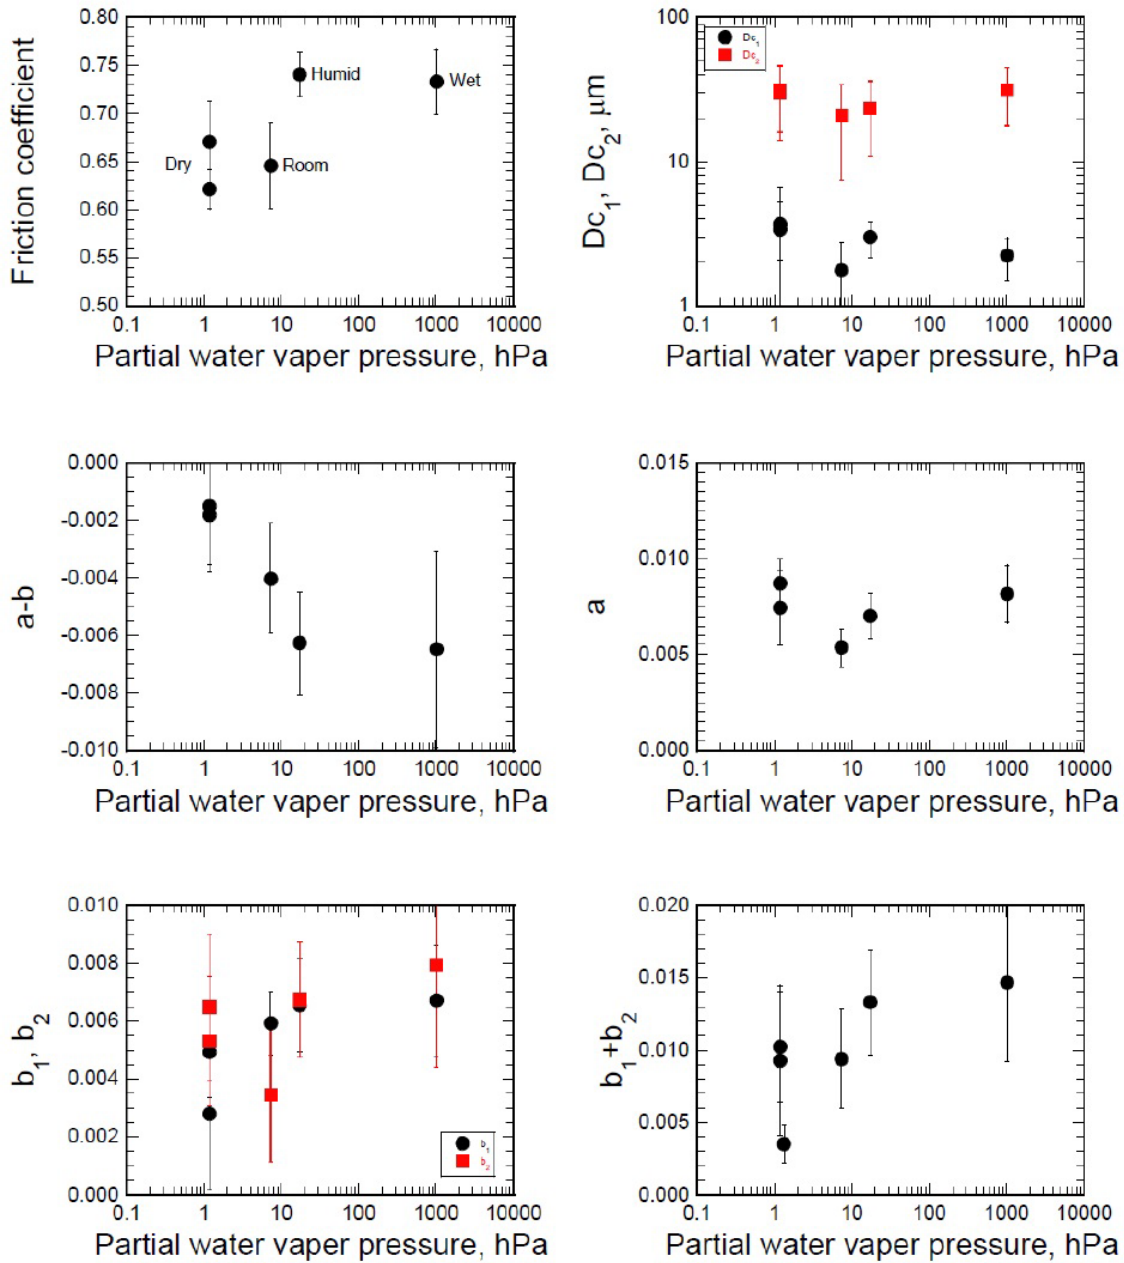 Friction coefficient
0.80
0.75
0.70
0.65
0.60
0.55
0.50
Humid
Wet
Dry
Room
0.1 1 10 100 1000 10000
Partial water vaper pressure, hPa
Dc1, Dc2, μm
100
10
1
Dc1
Dc2
0.1 1 10 100 1000 10000
Partial water vaper pressure, hPa
a-b
0.000
-0.002
-0.004
-0.006
-0.008
-0.010
0.1 1 10 100 1000 10000
Partial water vaper pressure, hPa
a
0.015
0.010
0.005
0.000
0.1 1 10 100 1000 10000
Partial water vaper pressure, hPa
b1, b2
0.010
0.008
0.006
0.004
0.002
0.000
b1
b2
0.1 1 10 100 1000 10000
Partial water vaper pressure, hPa
b1+b2
0.020
0.015
0.010
0.005
0.000
0.1 1 10 100 1000 10000
Partial water vaper pressure, hPa